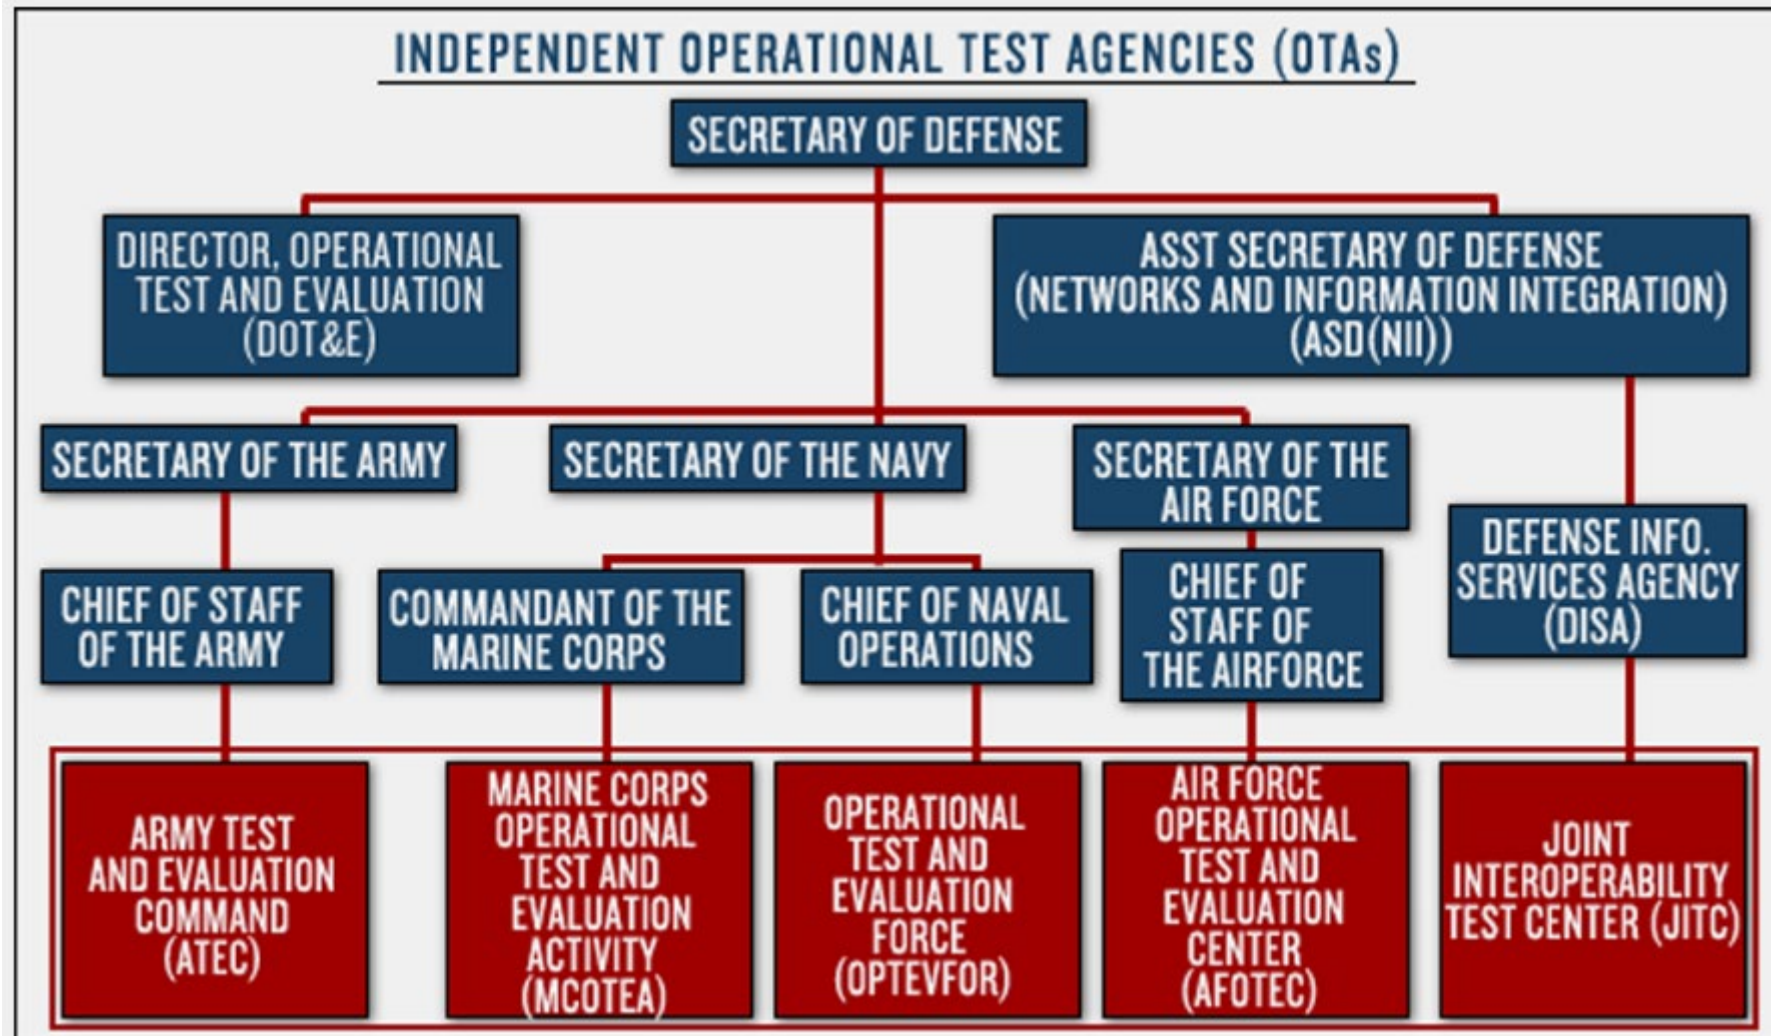 INDEPENDENT OPERATIONAL TEST AGENCIES (OTAs)
SECRETARY OF DEFENSE
DIRECTOR, OPERATIONAL
TEST AND EVALUATION
(DOT&E)
ASST SECRETARY OF DEFENSE
(NETWORKS AND INFORMATION INTEGRATION)
(ASD(NII))
SECRETARY OF THE ARMY
SECRETARY OF THE NAVY
SECRETARY OF THE
AIR FORCE
DEFENSE INFO.
SERVICES AGENCY
(DISA)
CHIEF OF STAFF
OF THE ARMY
COMMANDANT OF THE
MARINE CORPS
CHIEF OF NAVAL
OPERATIONS
CHIEF OF
STAFF OF
THE AIRFORCE
ARMY TEST
AND EVALUATION
COMMAND
(ATEC)
MARINE CORPS
OPERATIONAL
TEST AND
EVALUATION
ACTIVITY
(MCOTEA)
OPERATIONAL
TEST AND
EVALUATION
FORCE
(OPTEVFOR)
AIR FORCE
OPERATIONAL
TEST AND
EVALUATION
CENTER
(AFOTEC)
JOINT
INTEROPERABILITY
TEST CENTER (JITC)